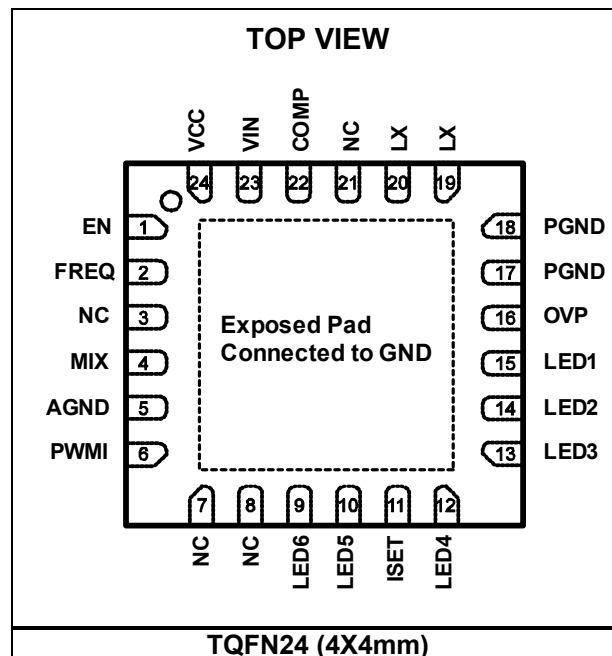 TOP VIEW
VCC
VIN
COMP
NC
LX
LX
24
23
22
21
20
19
EN 1
FREQ 2
NC 3
MIX 4
AGND 5
PWMI 6
18 PGND
17 PGND
16 OVP
15 LED1
14 LED2
13 LED3
Exposed Pad
Connected to GND
7
8
9
10
11
12
NC
NC
LED6
LED5
ISET
LED4
TQFN24 (4X4mm)